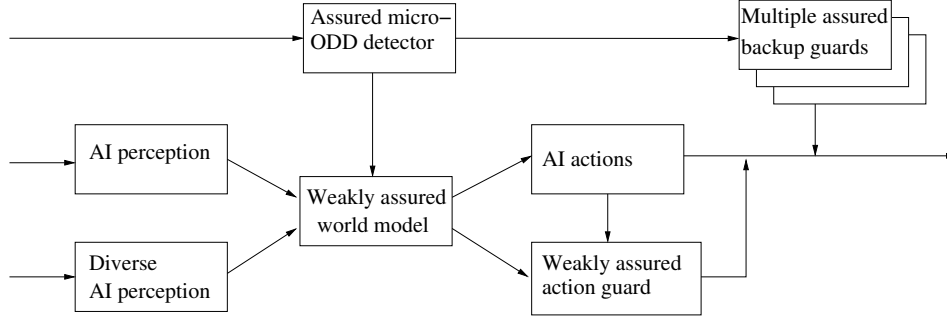 Assured micro−
ODD detector
Multiple assured
backup guards
AI perception
AI actions
Weakly assured
world model
Diverse
AI perception
Weakly assured
action guard